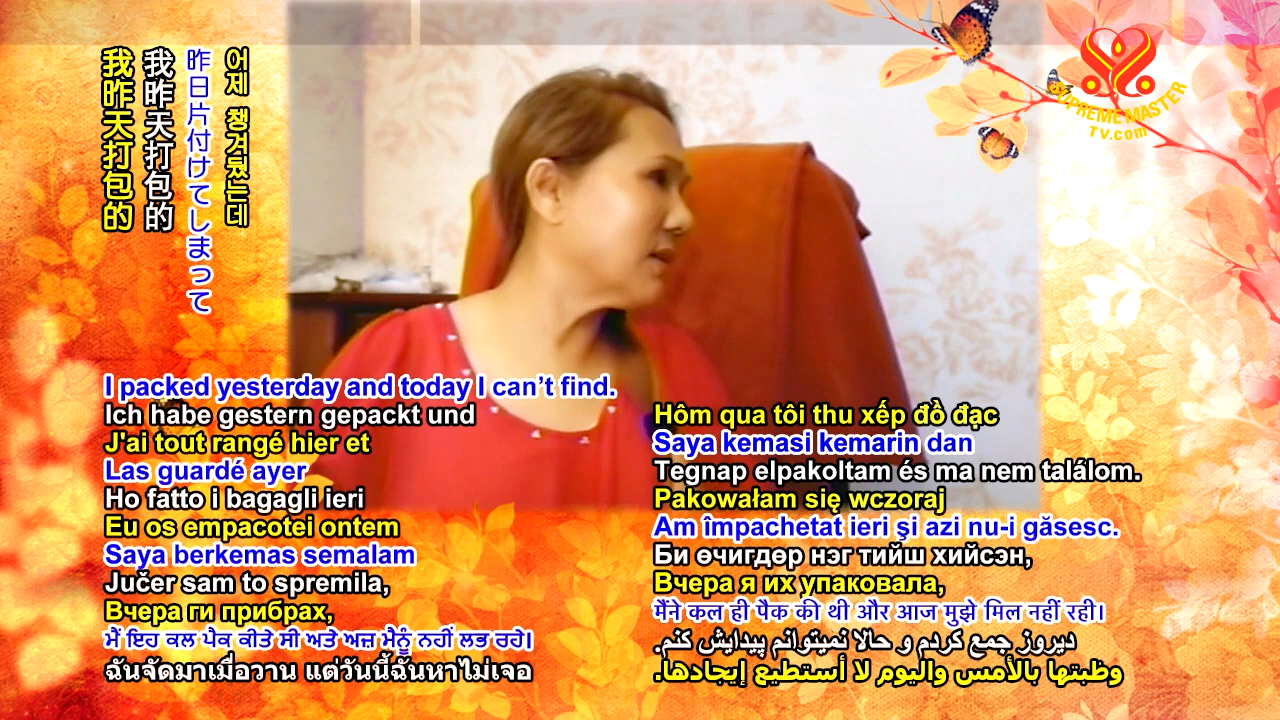 어제 챙겨뒀는데
昨日片付けてしまって
我昨天打包的
我昨天打包的
SUPREME MASTER
TV.com
I packed yesterday and today I can’t find.
Ich habe gestern gepackt und
J'ai tout rangé hier et
Las guardé ayer
Ho fatto i bagagli ieri
Eu os empacotei ontem
Saya berkemas semalam
Jučer sam to spremila,
Вчера ги прибрах,
ਮੈਂ ਇਹ ਕਲ ਪੈਕ ਕੀਤੇ ਸੀ ਅਤੇ ਅਜ਼ ਮੈਨੂੰ ਨਹੀਂ ਲਭ ਰਹੇ।
ฉันจัดมาเมื่อวาน แต่วันนี้ฉันหาไม่เจอ
Hôm qua tôi thu xếp đồ đạc
Saya kemasi kemarin dan
Tegnap elpakoltam és ma nem találom.
Pakowałam się wczoraj
Am împachetat ieri şi azi nu-i găsesc.
Би өчигдөр нэг тийш хийсэн,
Вчера я их упаковала,
मैंने कल ही पैक की थी और आज मुझे मिल नहीं रही।
دیروز جمع کردم و حالا نمیتوانم پیدایش کنم.
وظبتها بالأمس واليوم لا أستطيع إيجادها.